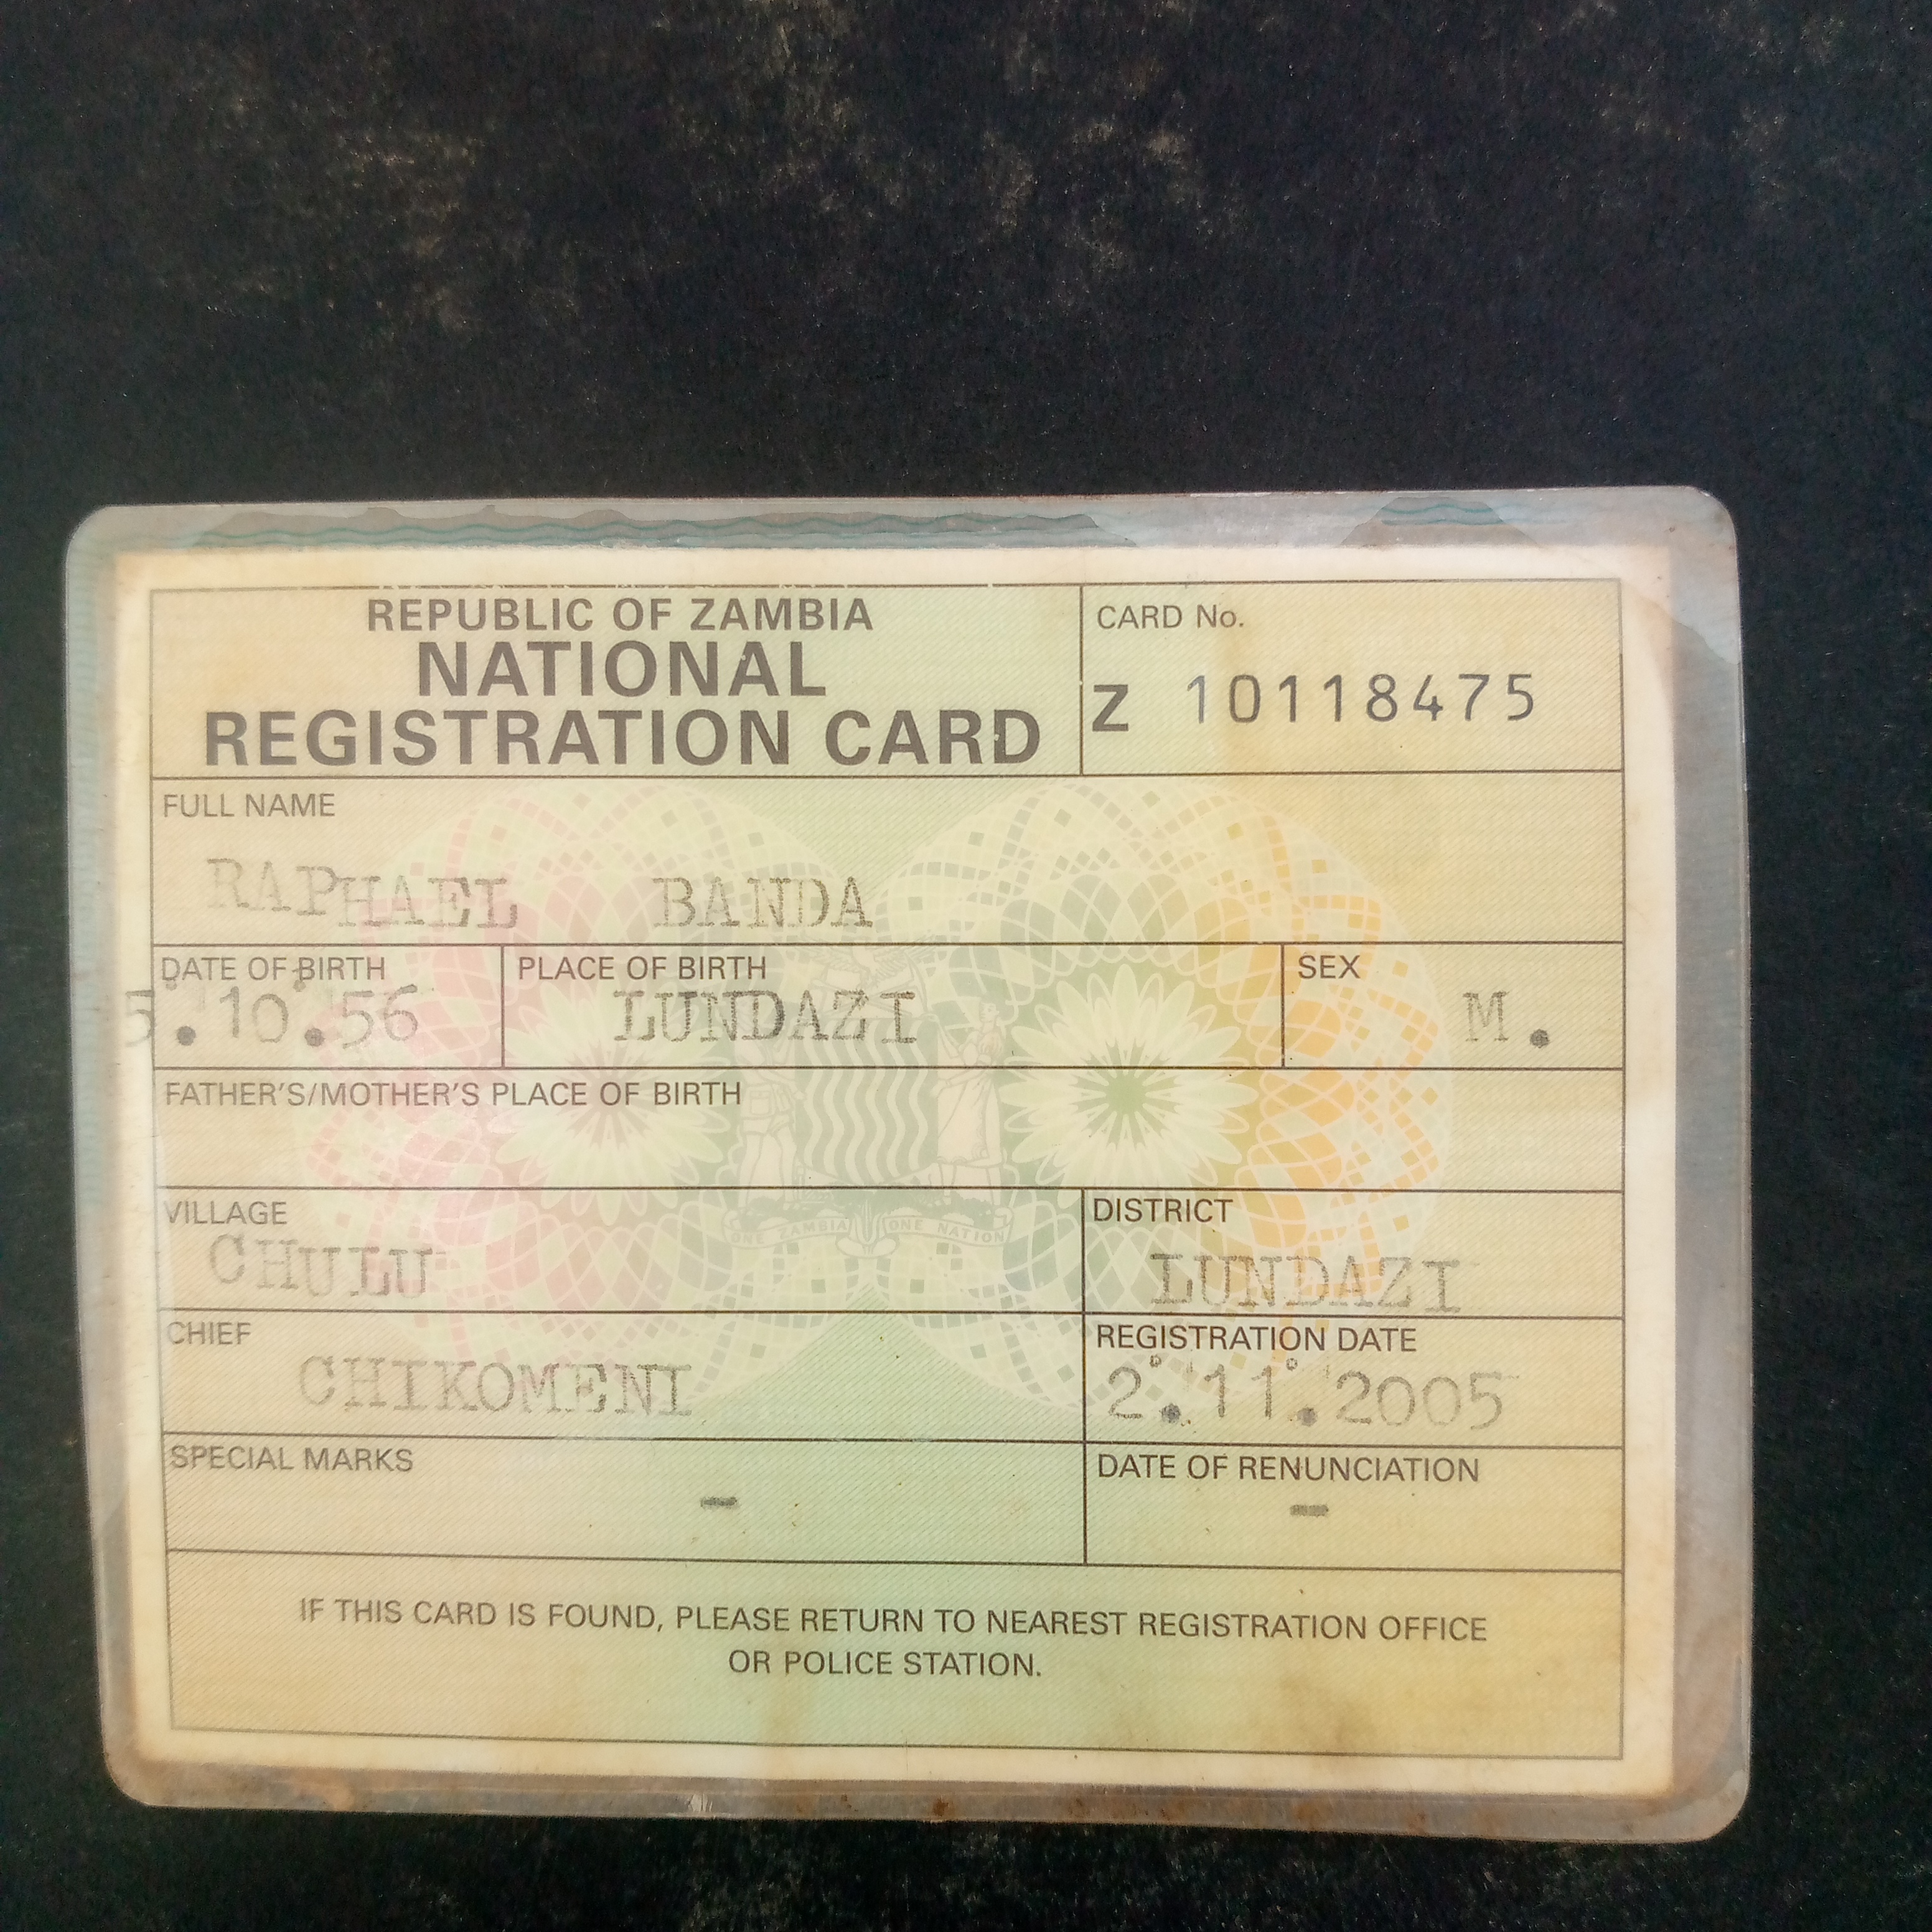 REPUBLIC OF ZAMBIA
NATIONAL
REGISTRATION CARD
CARD No.
Z 10118475
FULL NAME
RAPHAEL BANDA
DATE OF BIRTH PLACE OF BIRTH SEX
5.10.56 LUNDAZI M.
FATHER'S/MOTHER'S PLACE OF BIRTH
ONE ZAMBIA ONE NATION
VILLAGE DISTRICT
CHULU LUNDAZI
CHIEF REGISTRATION DATE
CHIKOMENI 2.11.2005
SPECIAL MARKS DATE OF RENUNCIATION
- -
IF THIS CARD IS FOUND, PLEASE RETURN TO NEAREST REGISTRATION OFFICE
OR POLICE STATION.